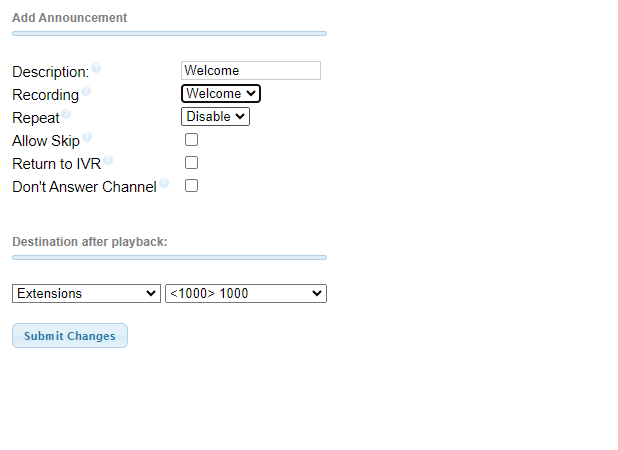 Add Announcement
Description: ? Welcome
Recording ? Welcome
Repeat ? Disable
Allow Skip ?
Return to IVR ?
Don't Answer Channel ?
Destination after playback:
Extensions <1000> 1000
Submit Changes